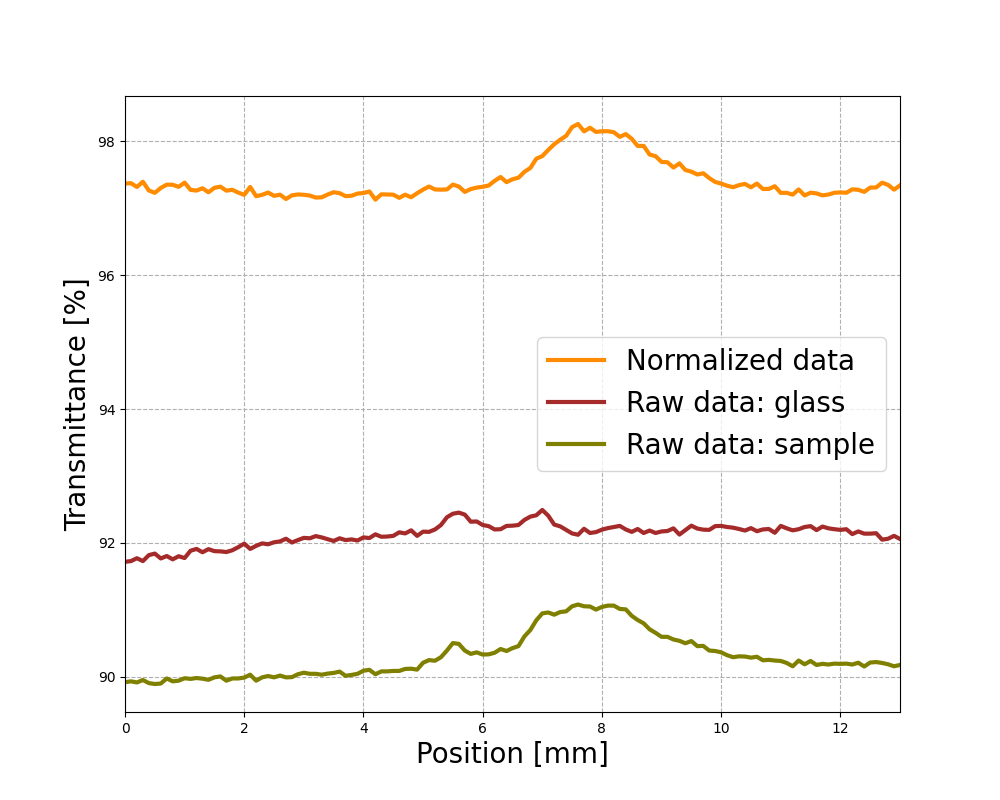 98
96
94
92
90
Transmittance [%]
Normalized data
Raw data: glass
Raw data: sample
0 2 4 6 8 10 12
Position [mm]